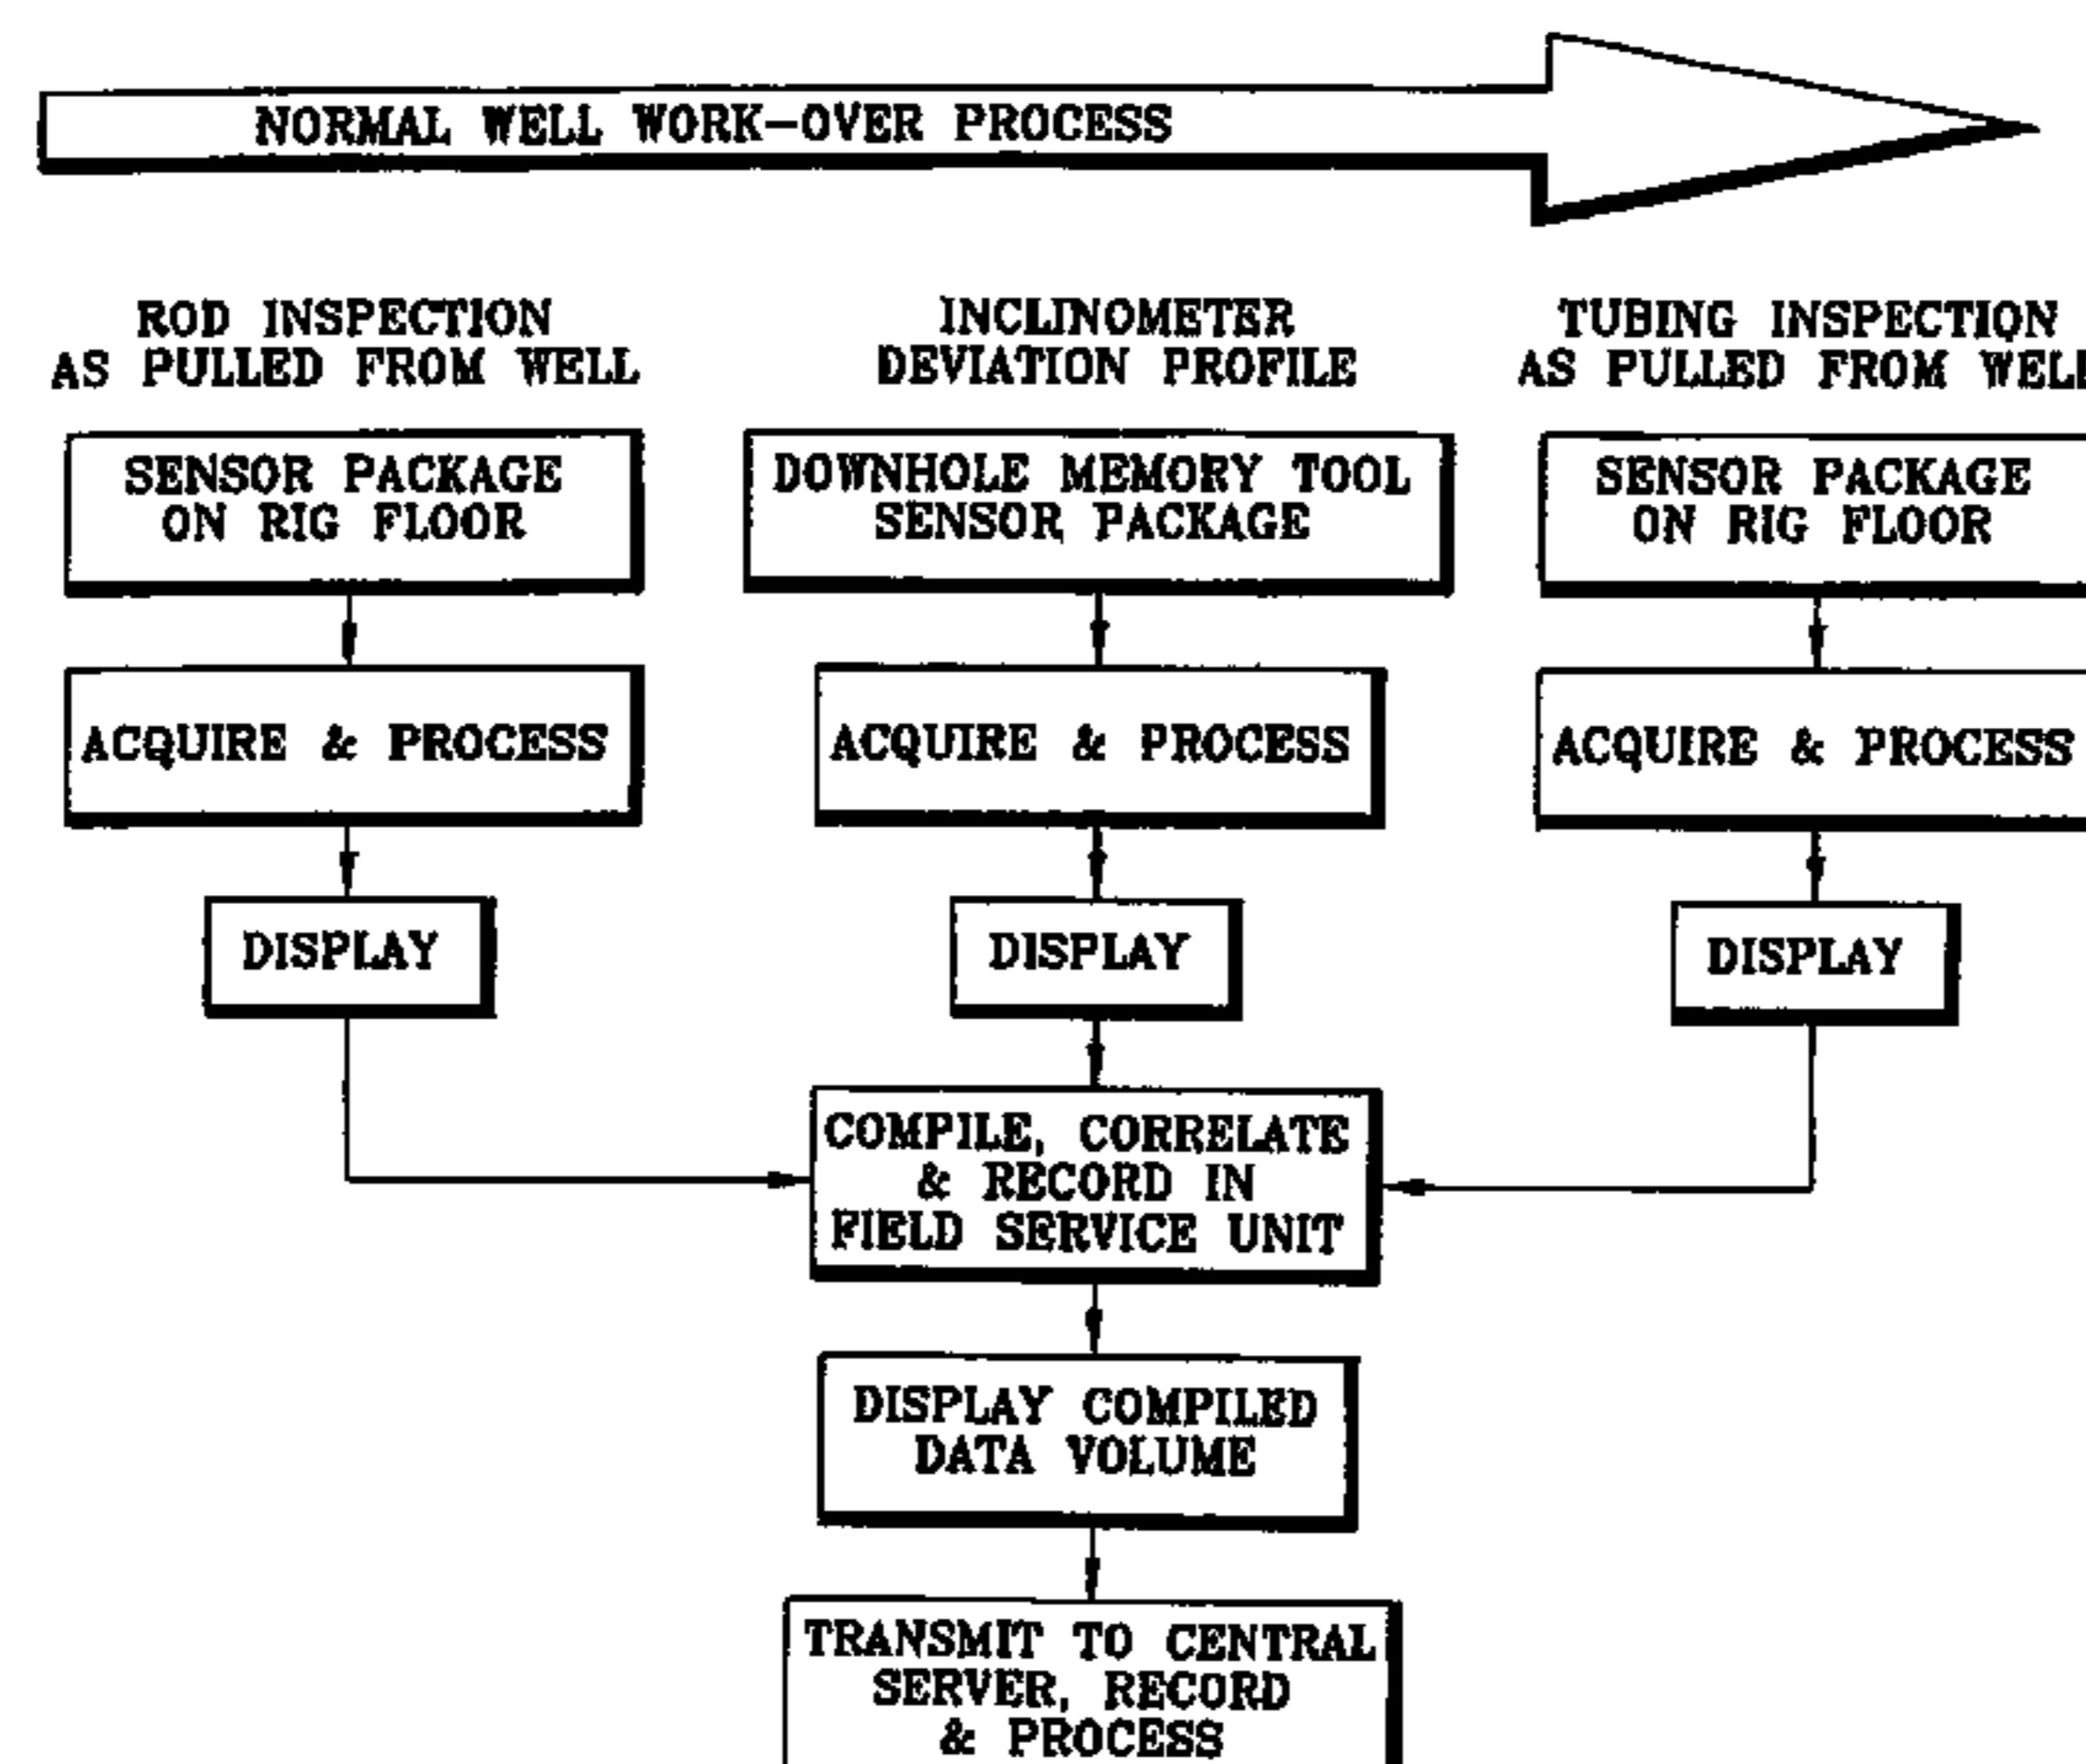 NORMAL WELL WORK-OVER PROCESS
ROD INSPECTION
AS PULLED FROM WELL
INCLINOMETER
DEVIATION PROFILE
TUBING INSPECTION
AS PULLED FROM WELL
SENSOR PACKAGE
ON RIG FLOOR
DOWNHOLE MEMORY TOOL
SENSOR PACKAGE
SENSOR PACKAGE
ON RIG FLOOR
ACQUIRE & PROCESS
ACQUIRE & PROCESS
ACQUIRE & PROCESS
DISPLAY
DISPLAY
DISPLAY
COMPILE, CORRELATE
& RECORD IN
FIELD SERVICE UNIT
DISPLAY COMPILED
DATA VOLUME
TRANSMIT TO CENTRAL
SERVER, RECORD
& PROCESS